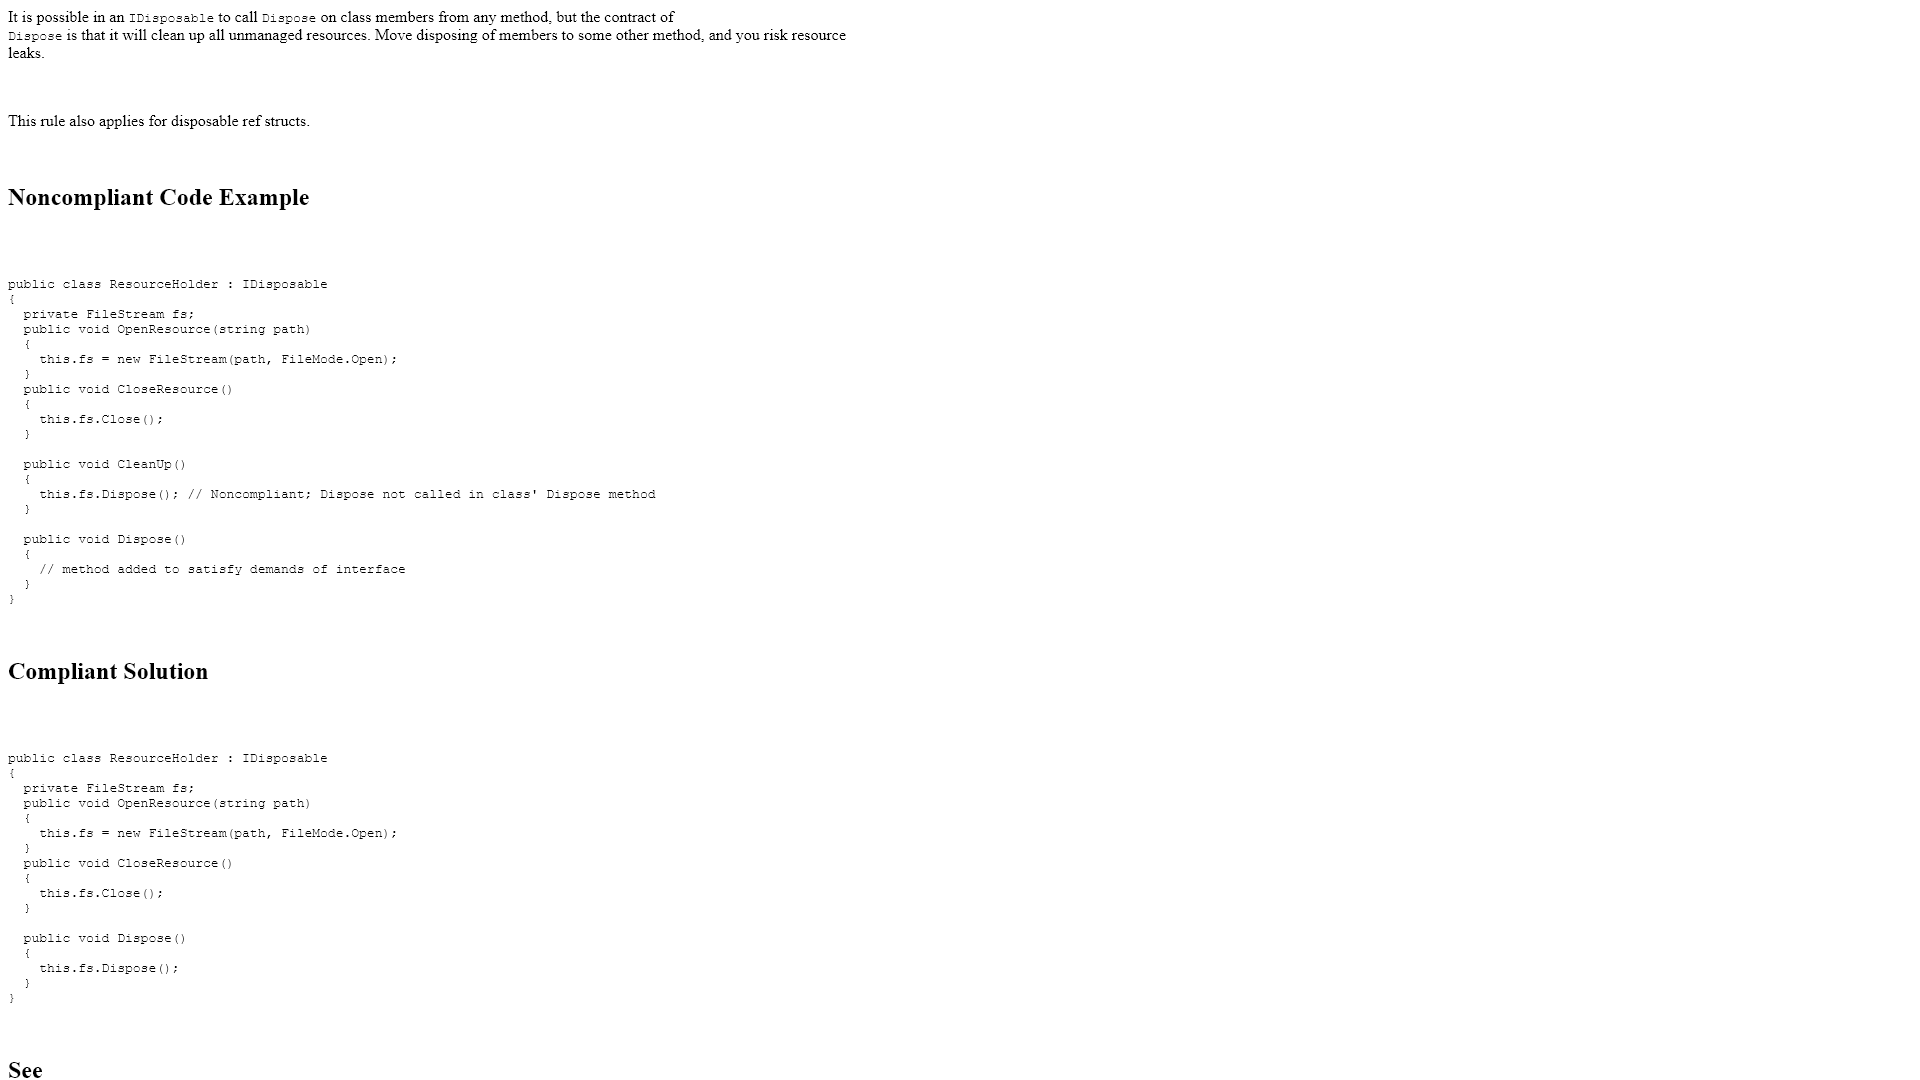 It is possible in an IDisposable to call Dispose on class members from any method, but the contract of
Dispose is that it will clean up all unmanaged resources. Move disposing of members to some other method, and you risk resource
leaks.
This rule also applies for disposable ref structs.
Noncompliant Code Example
public class ResourceHolder : IDisposable
{
  private FileStream fs;
  public void OpenResource(string path)
  {
    this.fs = new FileStream(path, FileMode.Open);
  }
  public void CloseResource()
  {
    this.fs.Close();
  }
  public void CleanUp()
  {
    this.fs.Dispose(); // Noncompliant; Dispose not called in class' Dispose method
  }
  public void Dispose()
  {
    // method added to satisfy demands of interface
  }
}
Compliant Solution
public class ResourceHolder : IDisposable
{
  private FileStream fs;
  public void OpenResource(string path)
  {
    this.fs = new FileStream(path, FileMode.Open);
  }
  public void CloseResource()
  {
    this.fs.Close();
  }
  public void Dispose()
  {
    this.fs.Dispose();
  }
}
See